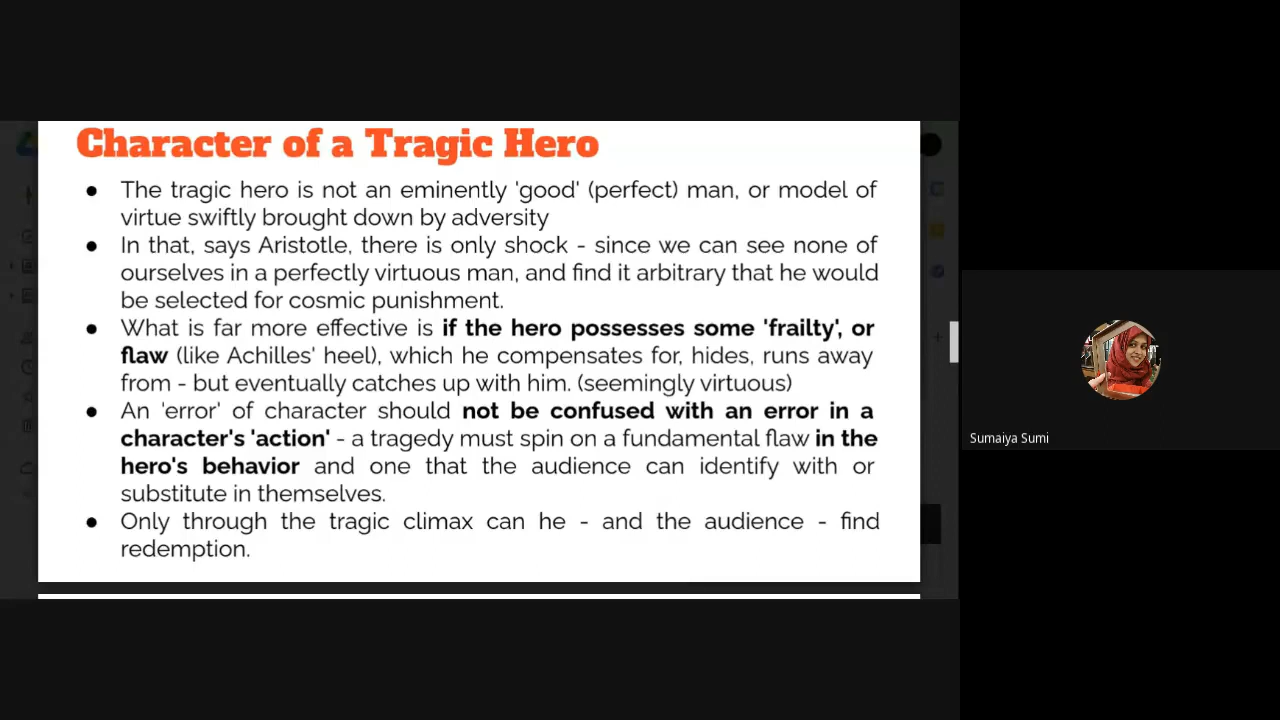 Character of a Tragic Hero
● The tragic hero is not an eminently 'good' (perfect) man, or model of
virtue swiftly brought down by adversity
● In that, says Aristotle, there is only shock - since we can see none of
ourselves in a perfectly virtuous man, and find it arbitrary that he would
be selected for cosmic punishment.
● What is far more effective is if the hero possesses some 'frailty', or
flaw (like Achilles' heel), which he compensates for, hides, runs away
from - but eventually catches up with him. (seemingly virtuous)
● An 'error' of character should not be confused with an error in a
character's 'action' - a tragedy must spin on a fundamental flaw in the
hero's behavior and one that the audience can identify with or
substitute in themselves.
● Only through the tragic climax can he - and the audience - find
redemption.
Sumaiya Sumi